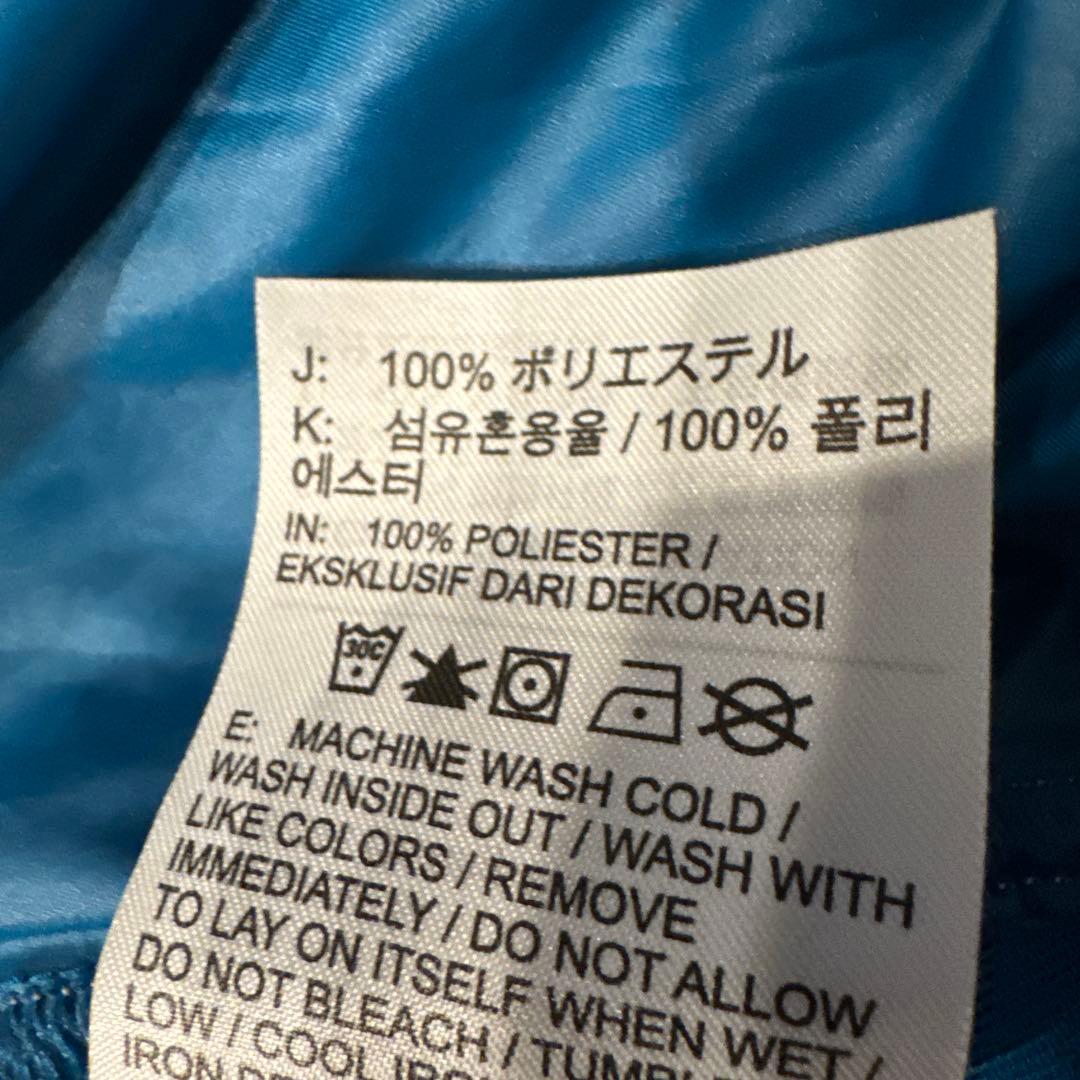 J: 100% ポリエステル
K: 섬유혼용율 / 100% 폴리
에스터
IN: 100% POLIESTER /
EKSKLUSIF DARI DEKORASI
30C
E: MACHINE WASH COLD /
WASH INSIDE OUT / WASH WITH
LIKE COLORS / REMOVE
IMMEDIATELY / DO NOT ALLOW
TO LAY ON ITSELF WHEN WET /
DO NOT BLEACH / TUMBLE
LOW / COOL IRON
IRON